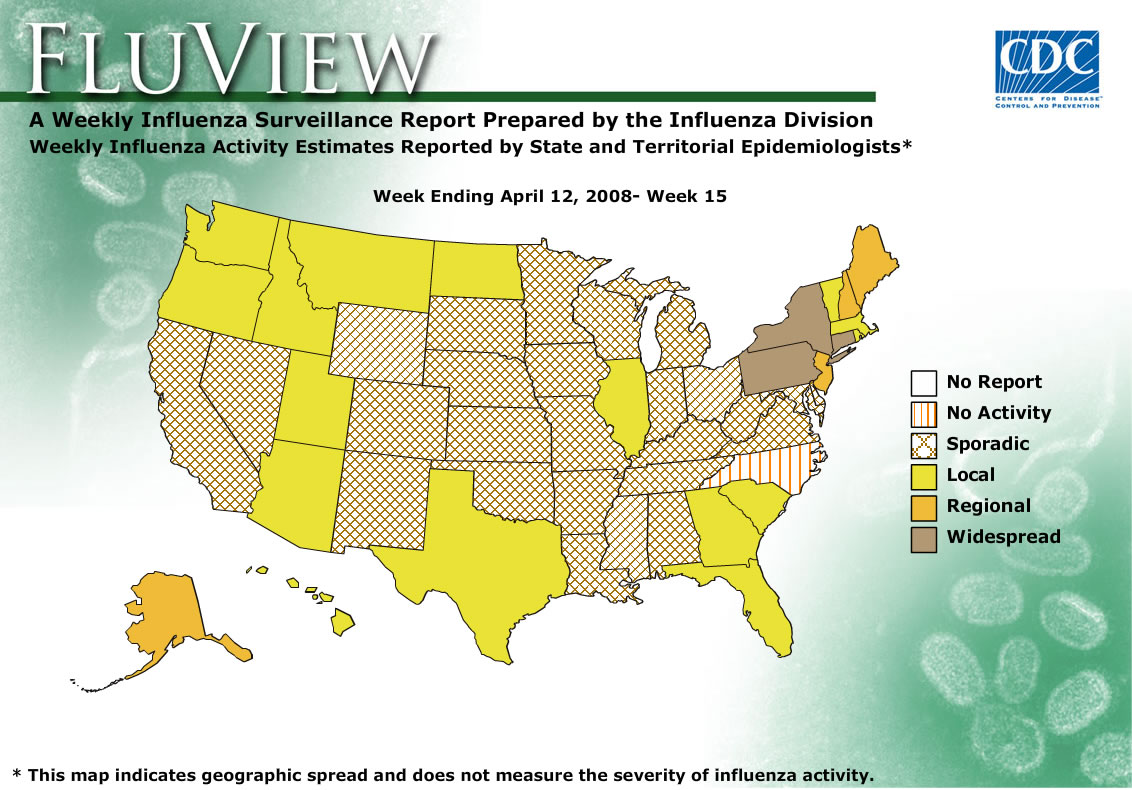 FLUVIEW
CDC
CENTERS FOR DISEASE™
CONTROL AND PREVENTION
A Weekly Influenza Surveillance Report Prepared by the Influenza Division
Weekly Influenza Activity Estimates Reported by State and Territorial Epidemiologists*
Week Ending April 12, 2008- Week 15
No Report
No Activity
Sporadic
Local
Regional
Widespread
* This map indicates geographic spread and does not measure the severity of influenza activity.